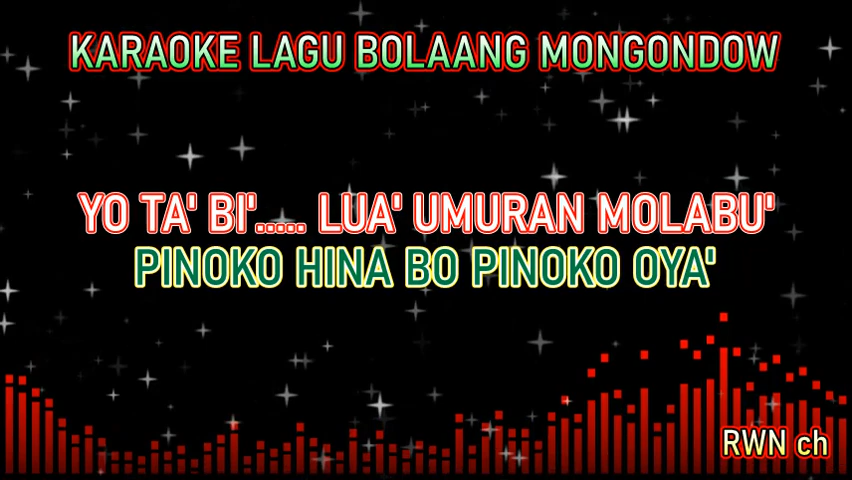 KARAOKE LAGU BOLAANG MONGONDOW
YO TA' BI'..... LUA' UMURAN MOLABU'
PINOKO HINA BO PINOKO OYA'
RWN ch